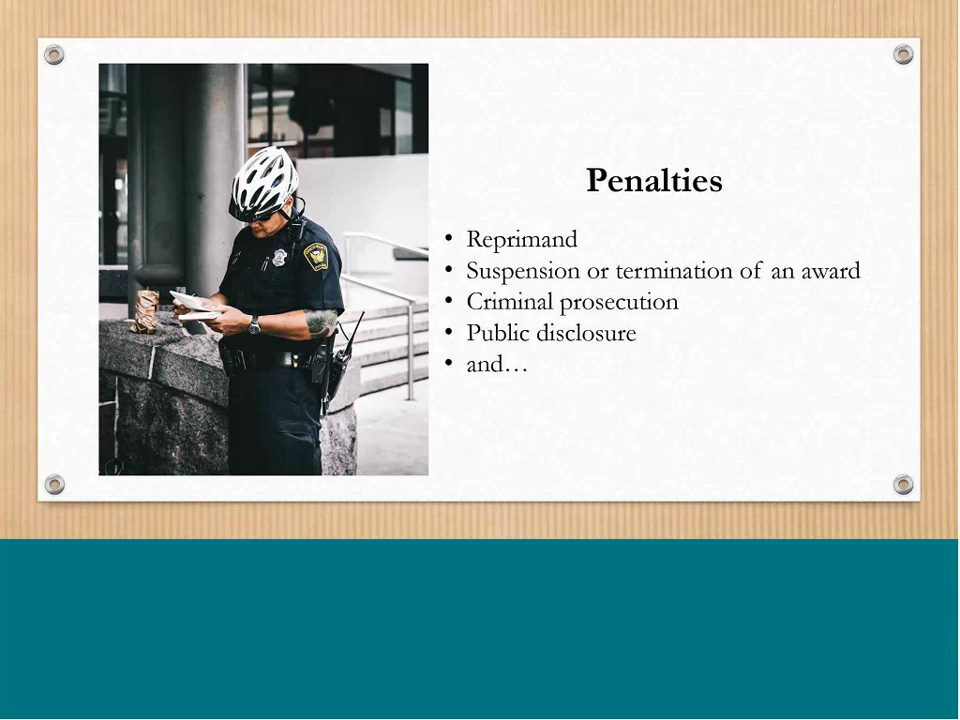 Penalties
• Reprimand
• Suspension or termination of an award
• Criminal prosecution
• Public disclosure
• and…